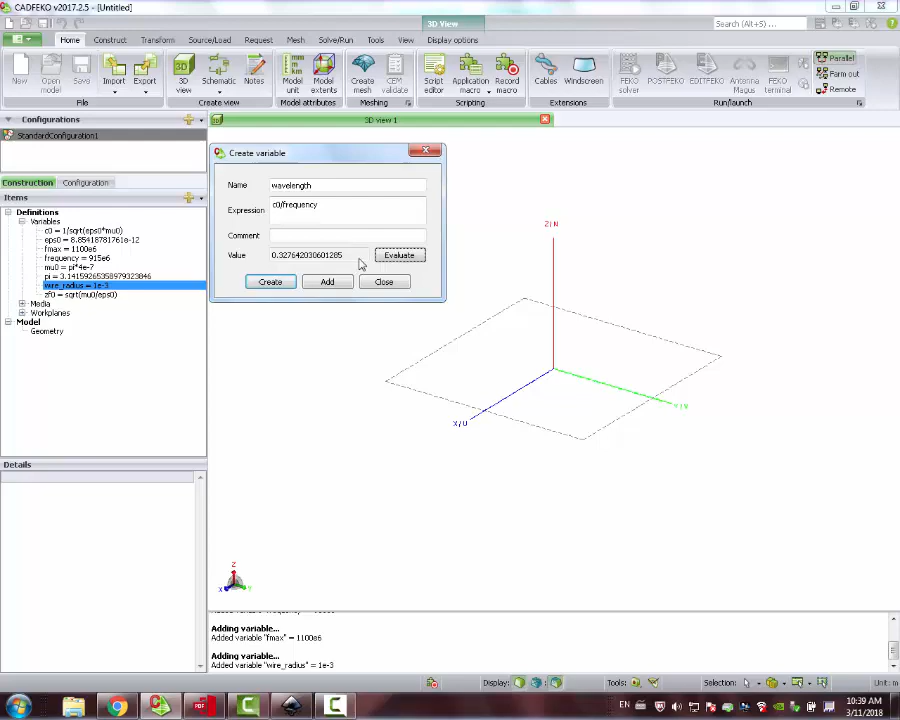 CADFEKO v2017.2.5 - [Untitled]
3D View
Search (Alt+S)
Home
Construct
Transform
Source/Load
Request
Mesh
Solve/Run
Tools
View
Display options
New
Open model
Save
Import
Export
3D view
Schematic
Notes
Model unit
Model extents
Create mesh
CEM validate
Script editor
Application macro
Record macro
Cables
Windscreen
FEKO solver
POSTFEKO
EDITFEKO
Antenna Magus
FEKO terminal
Parallel
Farm out
Remote
File
Create view
Model attributes
Meshing
Scripting
Extensions
Run/launch
Configurations
StandardConfiguration1
Construction
Configuration
Items
Definitions
Variables
c0 = 1/sqrt(eps0*mu0)
eps0 = 8.85418781761e-12
fmax = 1100e6
frequency = 915e6
mu0 = pi*4e-7
pi = 3.14159265358979323846
wire_radius = 1e-3
zf0 = sqrt(mu0/eps0)
Media
Workplanes
Model
Geometry
Details
3D view 1
Create variable
Name
wavelength
Expression
c0/frequency
Comment
Value
0.327642030601285
Evaluate
Create
Add
Close
Z/N
X/U
Y/V
Z
X
Y
Adding variable...
Added variable "fmax" = 1100e6
Adding variable...
Added variable "wire_radius" = 1e-3
Display:
Tools:
Selection:
Unit: m
PDF
EN
10:39 AM
3/11/2018